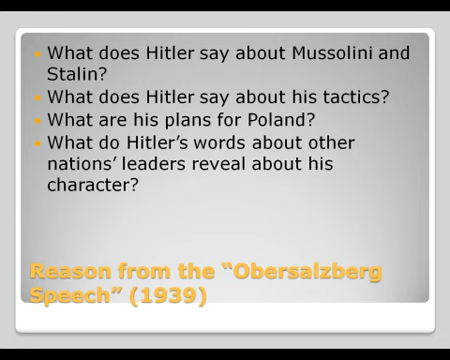 What does Hitler say about Mussolini and
Stalin?
What does Hitler say about his tactics?
What are his plans for Poland?
What do Hitler's words about other
nations' leaders reveal about his
character?
Reason from the “Obersalzberg
Speech” (1939)